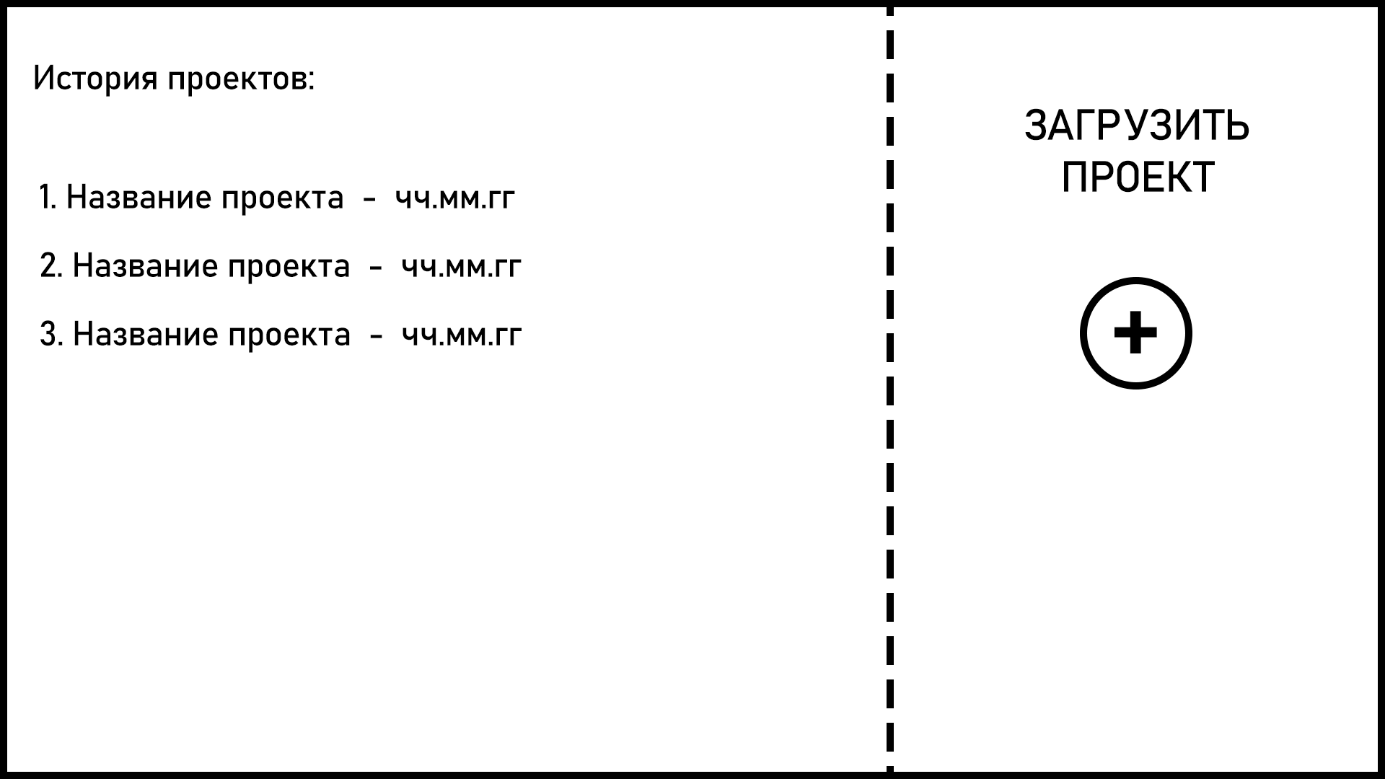 История проектов:
1. Название проекта - чч.мм.гг
2. Название проекта - чч.мм.гг
3. Название проекта - чч.мм.гг
ЗАГРУЗИТЬ
ПРОЕКТ